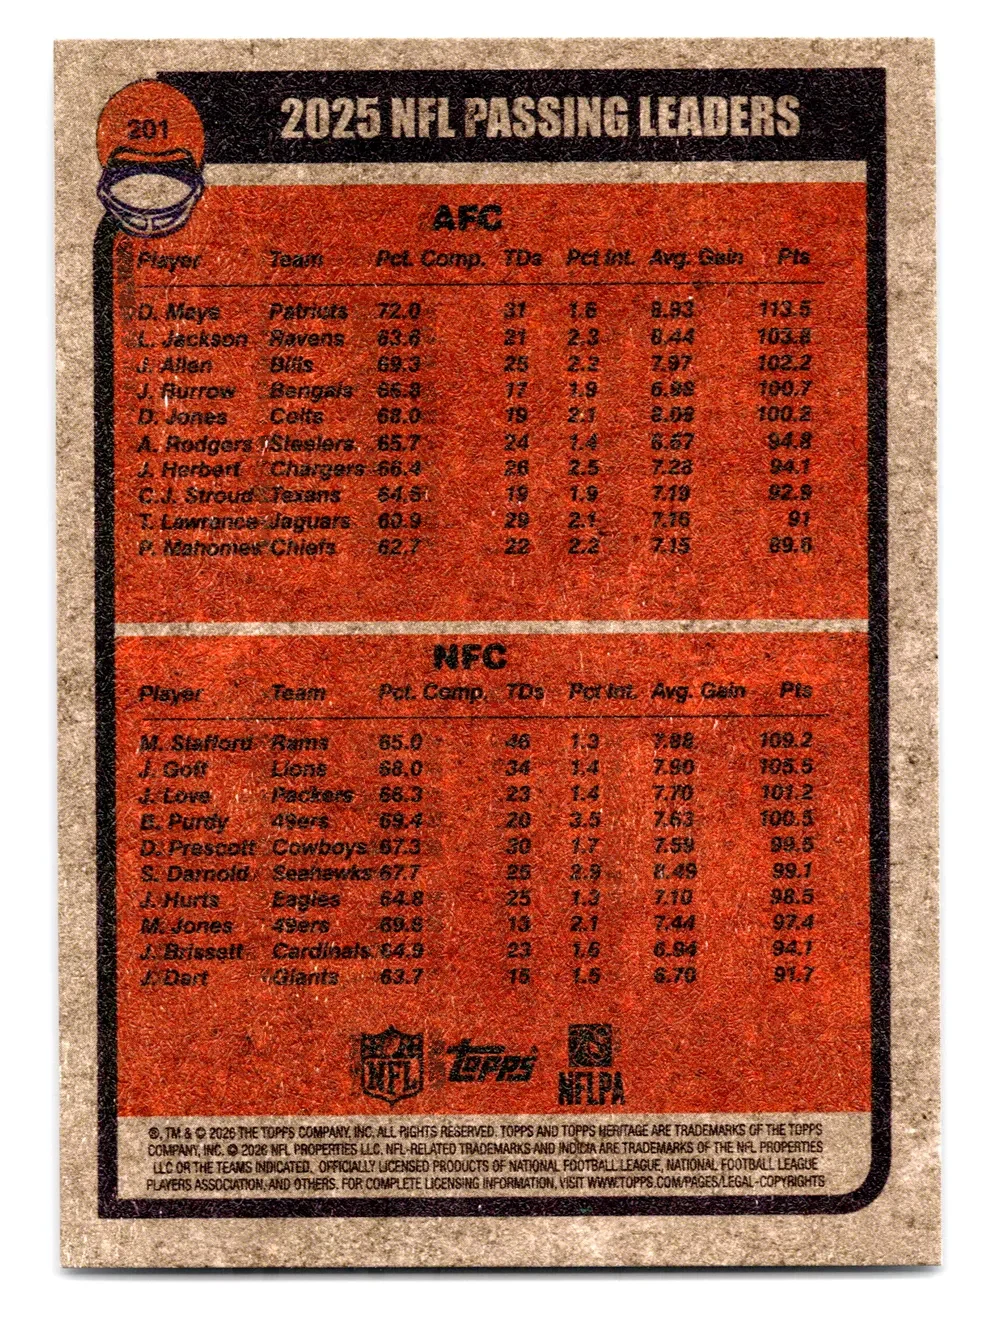 201
2025 NFL PASSING LEADERS
AFC
Player Team Pct. Comp. TDs Pct Int. Avg. Gain Pts
D. Maye Patriots 72.0 31 1.6 8.93 113.5
L. Jackson Ravens 63.6 21 2.3 8.44 103.8
J. Allen Bills 69.3 25 2.2 7.97 102.2
J. Burrow Bengals 66.8 17 1.9 6.98 100.7
D. Jones Colts 68.0 19 2.1 8.08 100.2
A. Rodgers Steelers 65.7 24 1.4 6.67 94.8
J. Herbert Chargers 66.4 26 2.5 7.28 94.1
C.J. Stroud Texans 64.5 19 1.9 7.19 92.9
T. Lawrence Jaguars 60.9 29 2.1 7.16 91
P. Mahomes Chiefs 62.7 22 2.2 7.15 89.6
NFC
Player Team Pct. Comp. TDs Pct Int. Avg. Gain Pts
M. Stafford Rams 65.0 46 1.3 7.88 109.2
J. Goff Lions 68.0 34 1.4 7.90 105.5
J. Love Packers 66.3 23 1.4 7.70 101.2
B. Purdy 49ers 69.4 20 3.5 7.63 100.5
D. Prescott Cowboys 67.3 30 1.7 7.59 99.5
S. Darnold Seahawks 67.7 25 2.9 8.49 99.1
J. Hurts Eagles 64.8 25 1.3 7.10 98.5
M. Jones 49ers 69.6 13 2.1 7.44 97.4
J. Brissett Cardinals 64.9 23 1.6 6.94 94.1
J. Dart Giants 63.7 15 1.5 6.70 91.7
NFL Topps NFLPA
®, TM & © 2026 THE TOPPS COMPANY, INC. ALL RIGHTS RESERVED. TOPPS AND TOPPS HERITAGE ARE TRADEMARKS OF THE TOPPS
COMPANY, INC. © 2026 NFL PROPERTIES LLC. NFL-RELATED TRADEMARKS AND INDICIA ARE TRADEMARKS OF THE NFL PROPERTIES
LLC OR THE TEAMS INDICATED. OFFICIALLY LICENSED PRODUCTS OF NATIONAL FOOTBALL LEAGUE, NATIONAL FOOTBALL LEAGUE
PLAYERS ASSOCIATION, AND OTHERS. FOR COMPLETE LICENSING INFORMATION, VISIT WWW.TOPPS.COM/PAGES/LEGAL-COPYRIGHTS